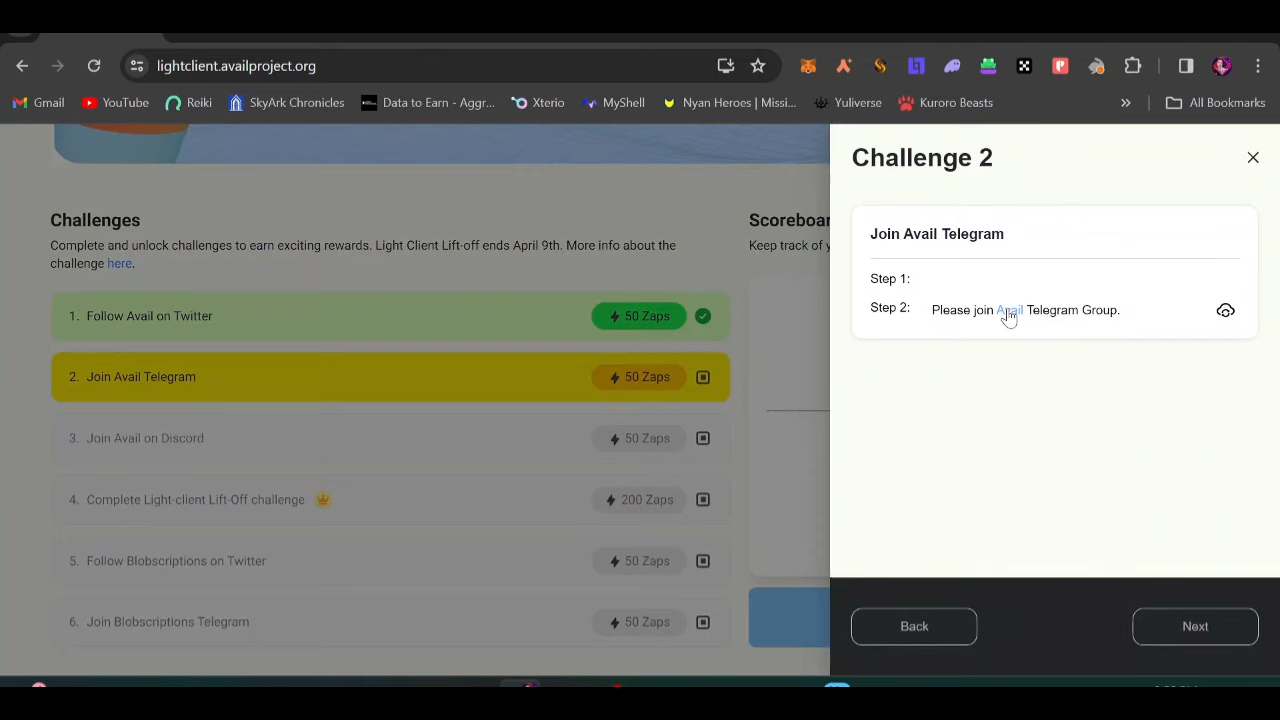 lightclient.availproject.org
Gmail
YouTube
Reiki
SkyArk Chronicles
Data to Earn - Aggr...
Xterio
MyShell
Nyan Heroes | Missi...
Yuliverse
Kuroro Beasts
»
All Bookmarks
Challenges
Complete and unlock challenges to earn exciting rewards. Light Client Lift-off ends April 9th. More info about the
challenge here.
1. Follow Avail on Twitter
50 Zaps
2. Join Avail Telegram
50 Zaps
3. Join Avail on Discord
50 Zaps
4. Complete Light-client Lift-Off challenge
200 Zaps
5. Follow Blobscriptions on Twitter
50 Zaps
6. Join Blobscriptions Telegram
50 Zaps
Scoreboar
Keep track of y
Challenge 2
Join Avail Telegram
Step 1:
Step 2: Please join Avail Telegram Group.
Back
Next